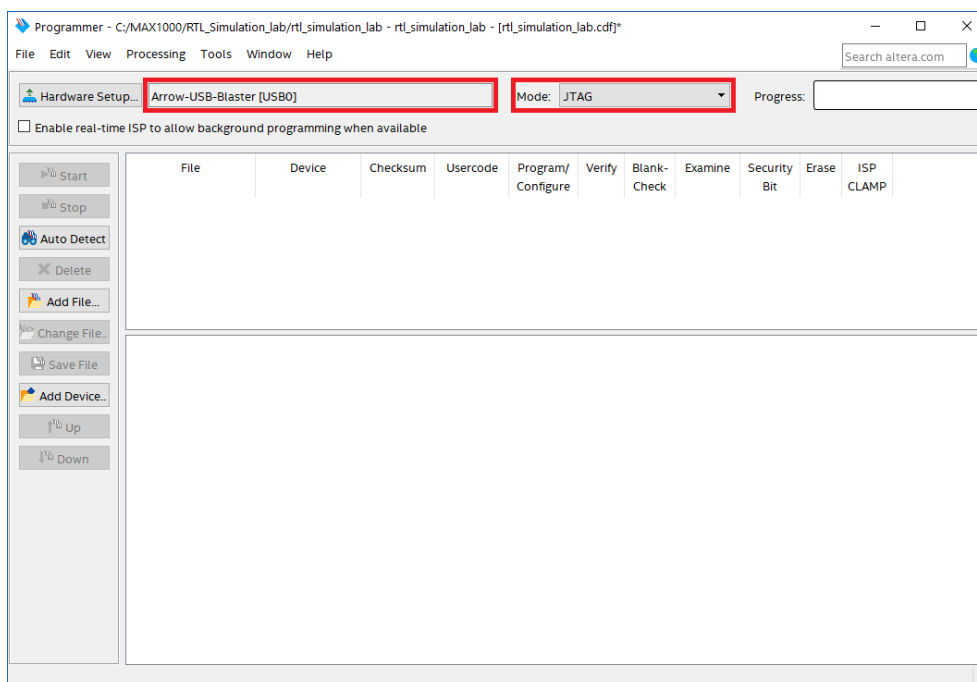 Programmer - C:/MAX1000/RTL_Simulation_lab/rtl_simulation_lab - rtl_simulation_lab - [rtl_simulation_lab.cdf]*
File Edit View Processing Tools Window Help
Search altera.com
Hardware Setup... Arrow-USB-Blaster [USB0] Mode: JTAG Progress:
Enable real-time ISP to allow background programming when available
File Device Checksum Usercode Program/ Verify Blank- Examine Security Erase ISP
Configure Check Bit CLAMP
Start
Stop
Auto Detect
Delete
Add File...
Change File..
Save File
Add Device..
Up
Down